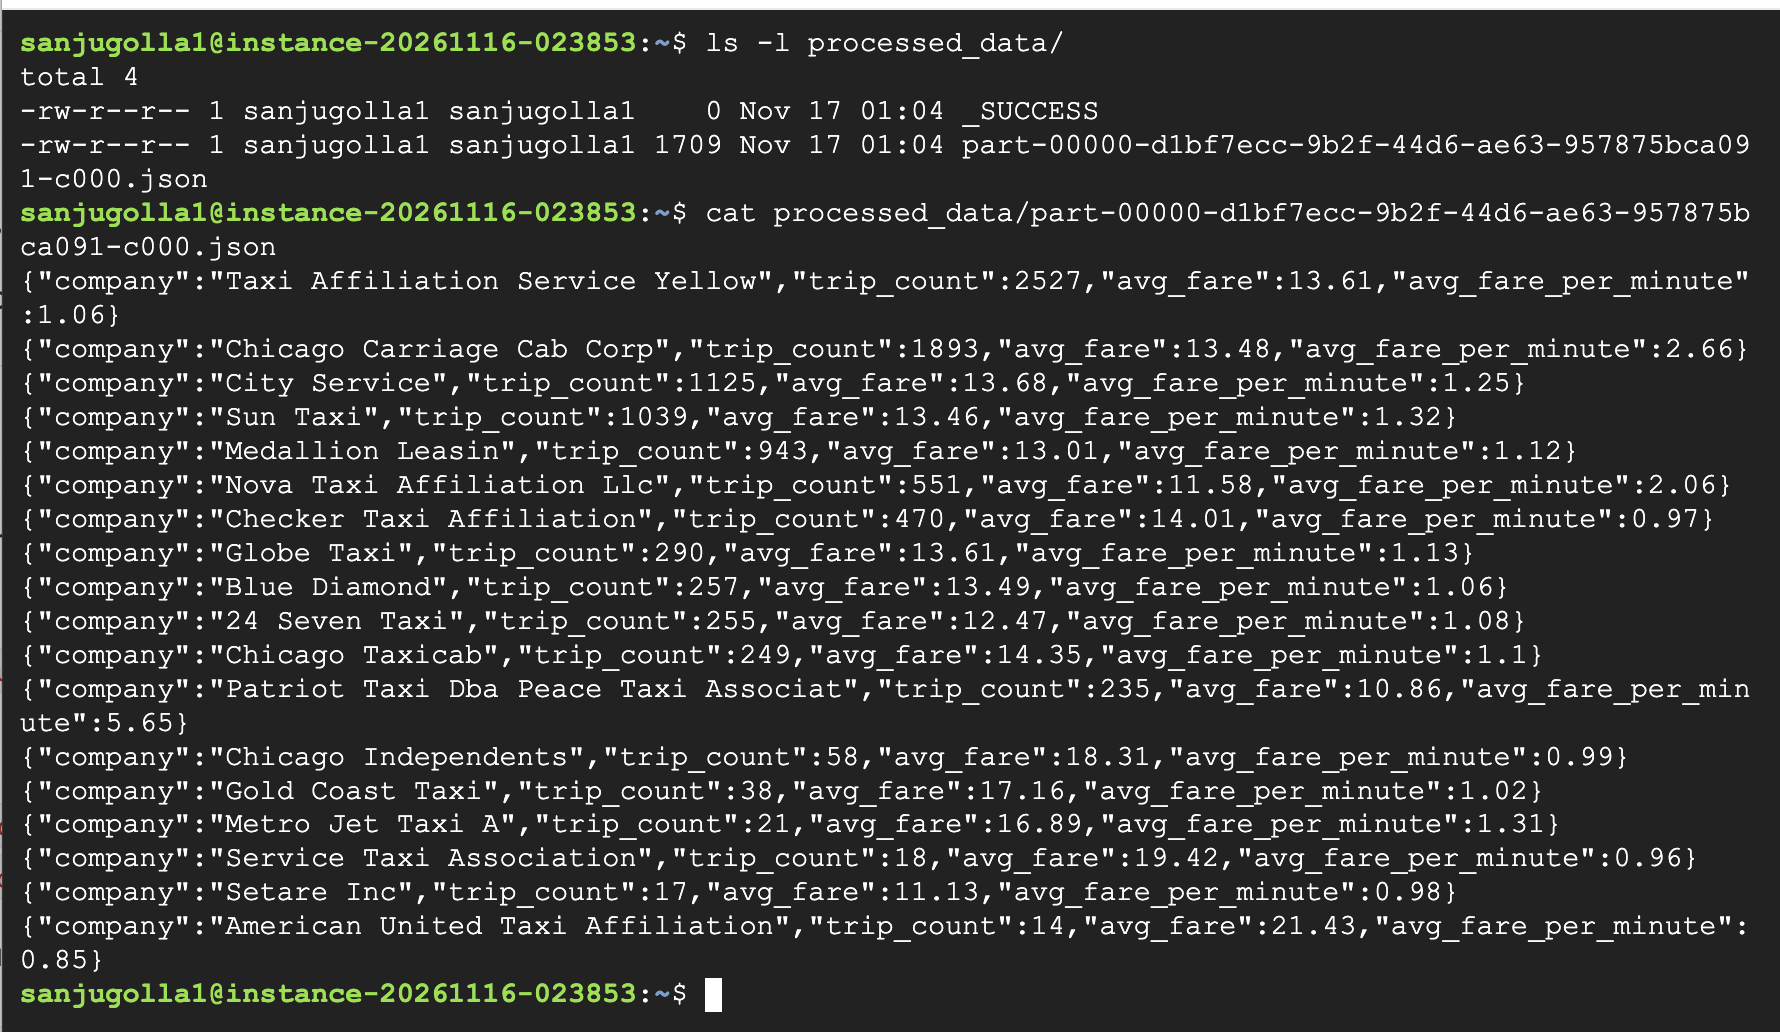 sanjugolla1@instance-20261116-023853:~$ ls -l processed_data/
total 4
-rw-r--r-- 1 sanjugolla1 sanjugolla1    0 Nov 17 01:04 _SUCCESS
-rw-r--r-- 1 sanjugolla1 sanjugolla1 1709 Nov 17 01:04 part-00000-d1bf7ecc-9b2f-44d6-ae63-957875bca09
1-c000.json
sanjugolla1@instance-20261116-023853:~$ cat processed_data/part-00000-d1bf7ecc-9b2f-44d6-ae63-957875b
ca091-c000.json
{"company":"Taxi Affiliation Service Yellow","trip_count":2527,"avg_fare":13.61,"avg_fare_per_minute"
:1.06}
{"company":"Chicago Carriage Cab Corp","trip_count":1893,"avg_fare":13.48,"avg_fare_per_minute":2.66}
{"company":"City Service","trip_count":1125,"avg_fare":13.68,"avg_fare_per_minute":1.25}
{"company":"Sun Taxi","trip_count":1039,"avg_fare":13.46,"avg_fare_per_minute":1.32}
{"company":"Medallion Leasin","trip_count":943,"avg_fare":13.01,"avg_fare_per_minute":1.12}
{"company":"Nova Taxi Affiliation Llc","trip_count":551,"avg_fare":11.58,"avg_fare_per_minute":2.06}
{"company":"Checker Taxi Affiliation","trip_count":470,"avg_fare":14.01,"avg_fare_per_minute":0.97}
{"company":"Globe Taxi","trip_count":290,"avg_fare":13.61,"avg_fare_per_minute":1.13}
{"company":"Blue Diamond","trip_count":257,"avg_fare":13.49,"avg_fare_per_minute":1.06}
{"company":"24 Seven Taxi","trip_count":255,"avg_fare":12.47,"avg_fare_per_minute":1.08}
{"company":"Chicago Taxicab","trip_count":249,"avg_fare":14.35,"avg_fare_per_minute":1.1}
{"company":"Patriot Taxi Dba Peace Taxi Associat","trip_count":235,"avg_fare":10.86,"avg_fare_per_min
ute":5.65}
{"company":"Chicago Independents","trip_count":58,"avg_fare":18.31,"avg_fare_per_minute":0.99}
{"company":"Gold Coast Taxi","trip_count":38,"avg_fare":17.16,"avg_fare_per_minute":1.02}
{"company":"Metro Jet Taxi A","trip_count":21,"avg_fare":16.89,"avg_fare_per_minute":1.31}
{"company":"Service Taxi Association","trip_count":18,"avg_fare":19.42,"avg_fare_per_minute":0.96}
{"company":"Setare Inc","trip_count":17,"avg_fare":11.13,"avg_fare_per_minute":0.98}
{"company":"American United Taxi Affiliation","trip_count":14,"avg_fare":21.43,"avg_fare_per_minute":
0.85}
sanjugolla1@instance-20261116-023853:~$